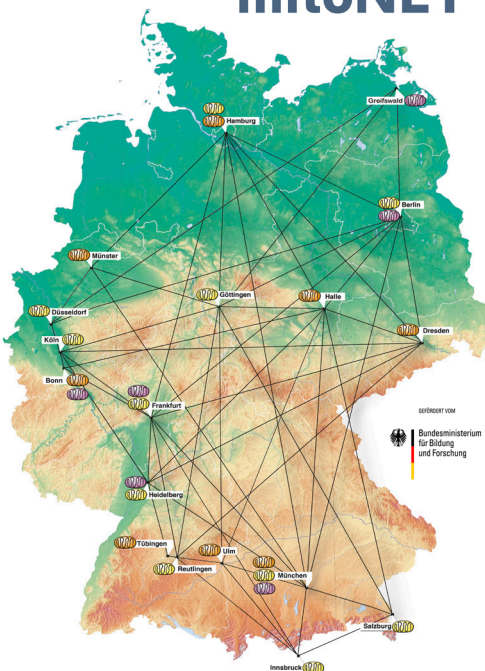 mitoNET
Greifswald
Hamburg
Berlin
Münster
Göttingen
Halle
Düsseldorf
Köln
Dresden
Bonn
Frankfurt
GEFÖRDERT VOM
Bundesministerium
für Bildung
und Forschung
Heidelberg
Tübingen
Ulm
Reutlingen
München
Salzburg
Innsbruck